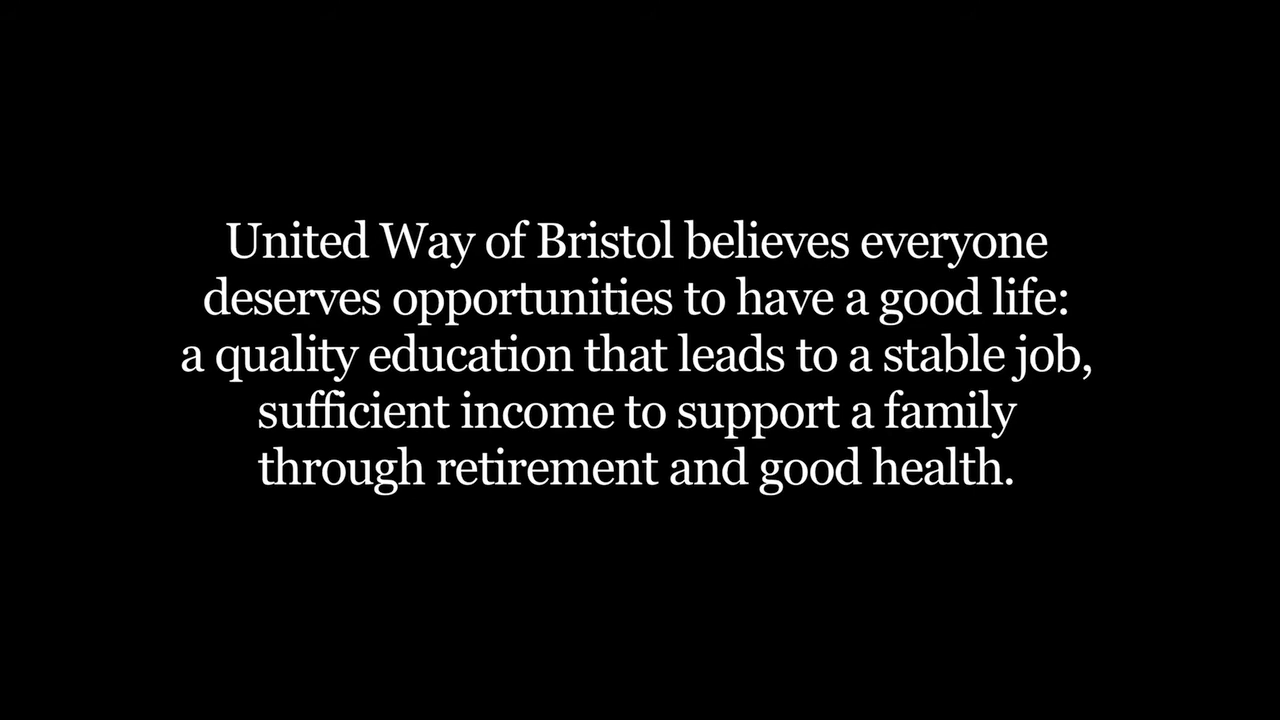 United Way of Bristol believes everyone
deserves opportunities to have a good life:
a quality education that leads to a stable job,
sufficient income to support a family
through retirement and good health.